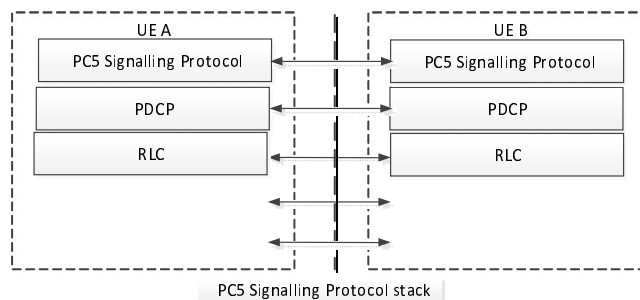 UE A
UE B
PC5 Signalling Protocol
PC5 Signalling Protocol
PDCP
PDCP
RLC
RLC
PC5 Signalling Protocol stack